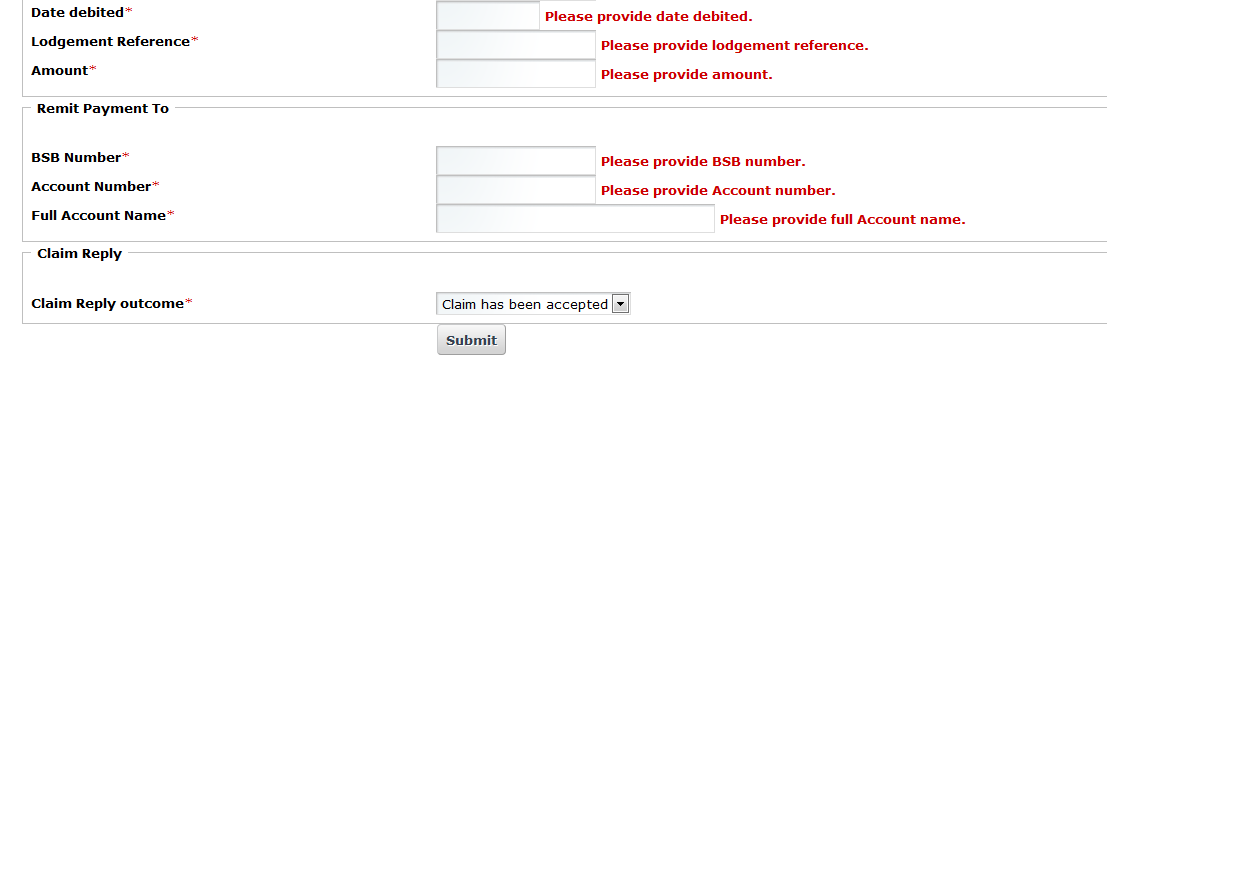 Date debited* Please provide date debited.
Lodgement Reference* Please provide lodgement reference.
Amount* Please provide amount.
Remit Payment To
BSB Number* Please provide BSB number.
Account Number* Please provide Account number.
Full Account Name* Please provide full Account name.
Claim Reply
Claim Reply outcome* Claim has been accepted
Submit